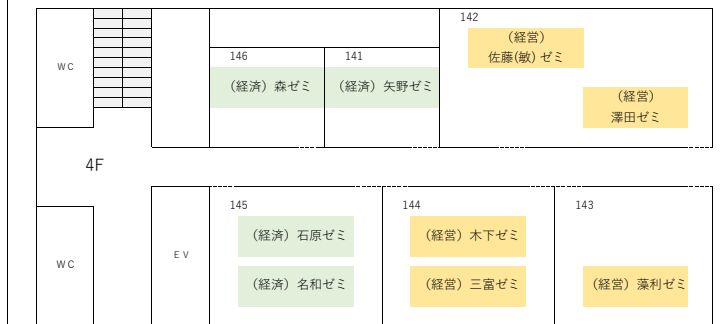 142
(経営)
佐藤(敏) ゼミ
146
141
WC
(経済) 森ゼミ
(経済) 矢野ゼミ
(経営)
澤田ゼミ
4F
145
144
143
(経済) 石原ゼミ
(経営) 木下ゼミ
EV
WC
(経済) 名和ゼミ
(経営) 三富ゼミ
(経営) 藻利ゼミ